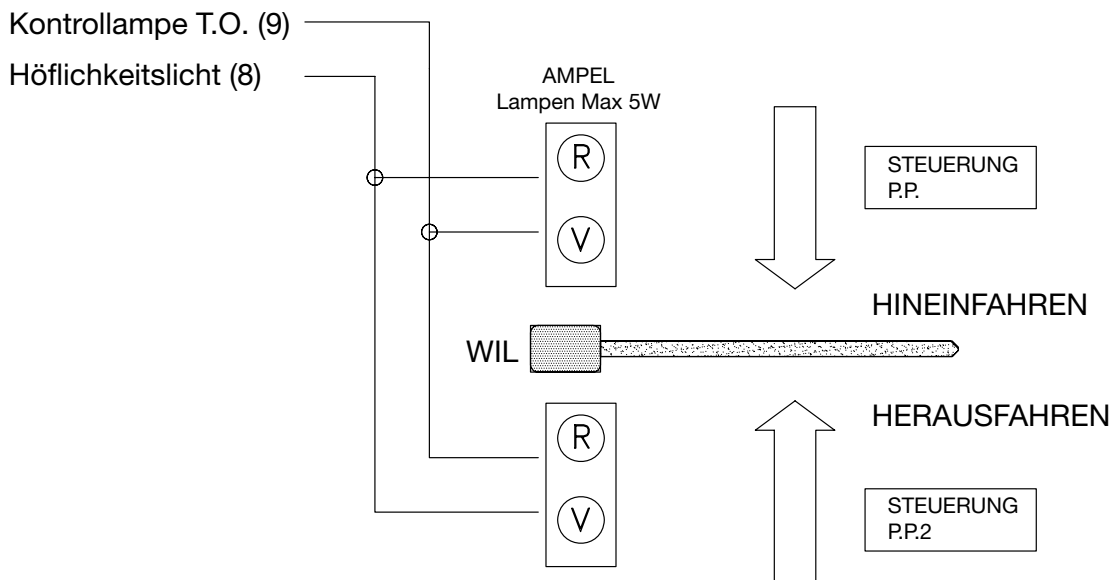 Kontrollampe T.O. (9)
Höflichkeitslicht (8)
AMPEL
Lampen Max 5W
R
V
STEUERUNG
P.P.
HINEINFAHREN
WIL
HERAUSFAHREN
R
V
STEUERUNG
P.P.2